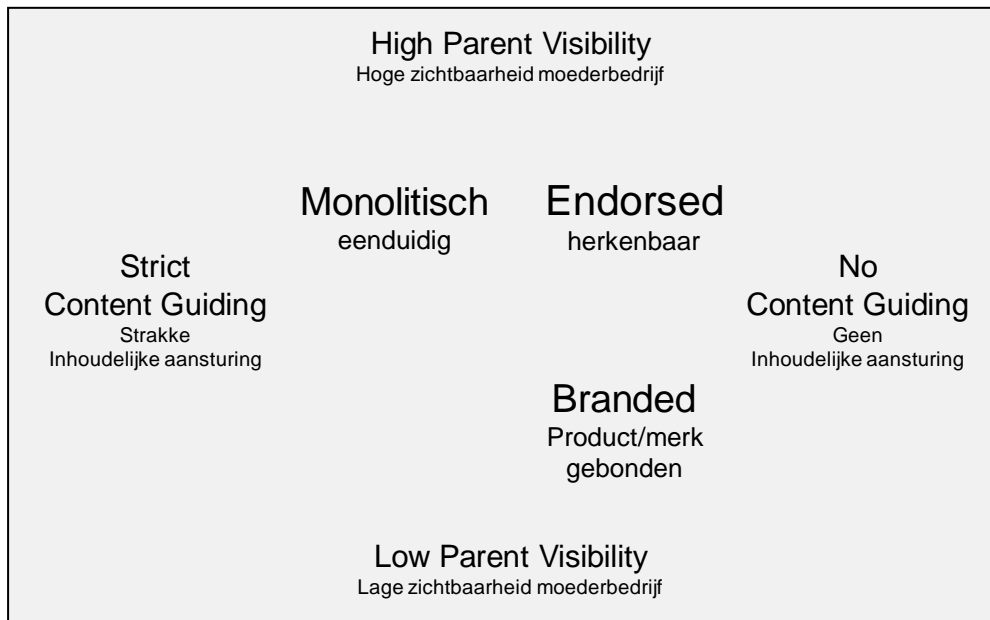 High Parent Visibility
Hoge zichtbaarheid moederbedrijf
Monolitisch
eenduidig
Endorsed
herkenbaar
Strict
Content Guiding
Strakke
Inhoudelijke aansturing
No
Content Guiding
Geen
Inhoudelijke aansturing
Branded
Product/merk
gebonden
Low Parent Visibility
Lage zichtbaarheid moederbedrijf